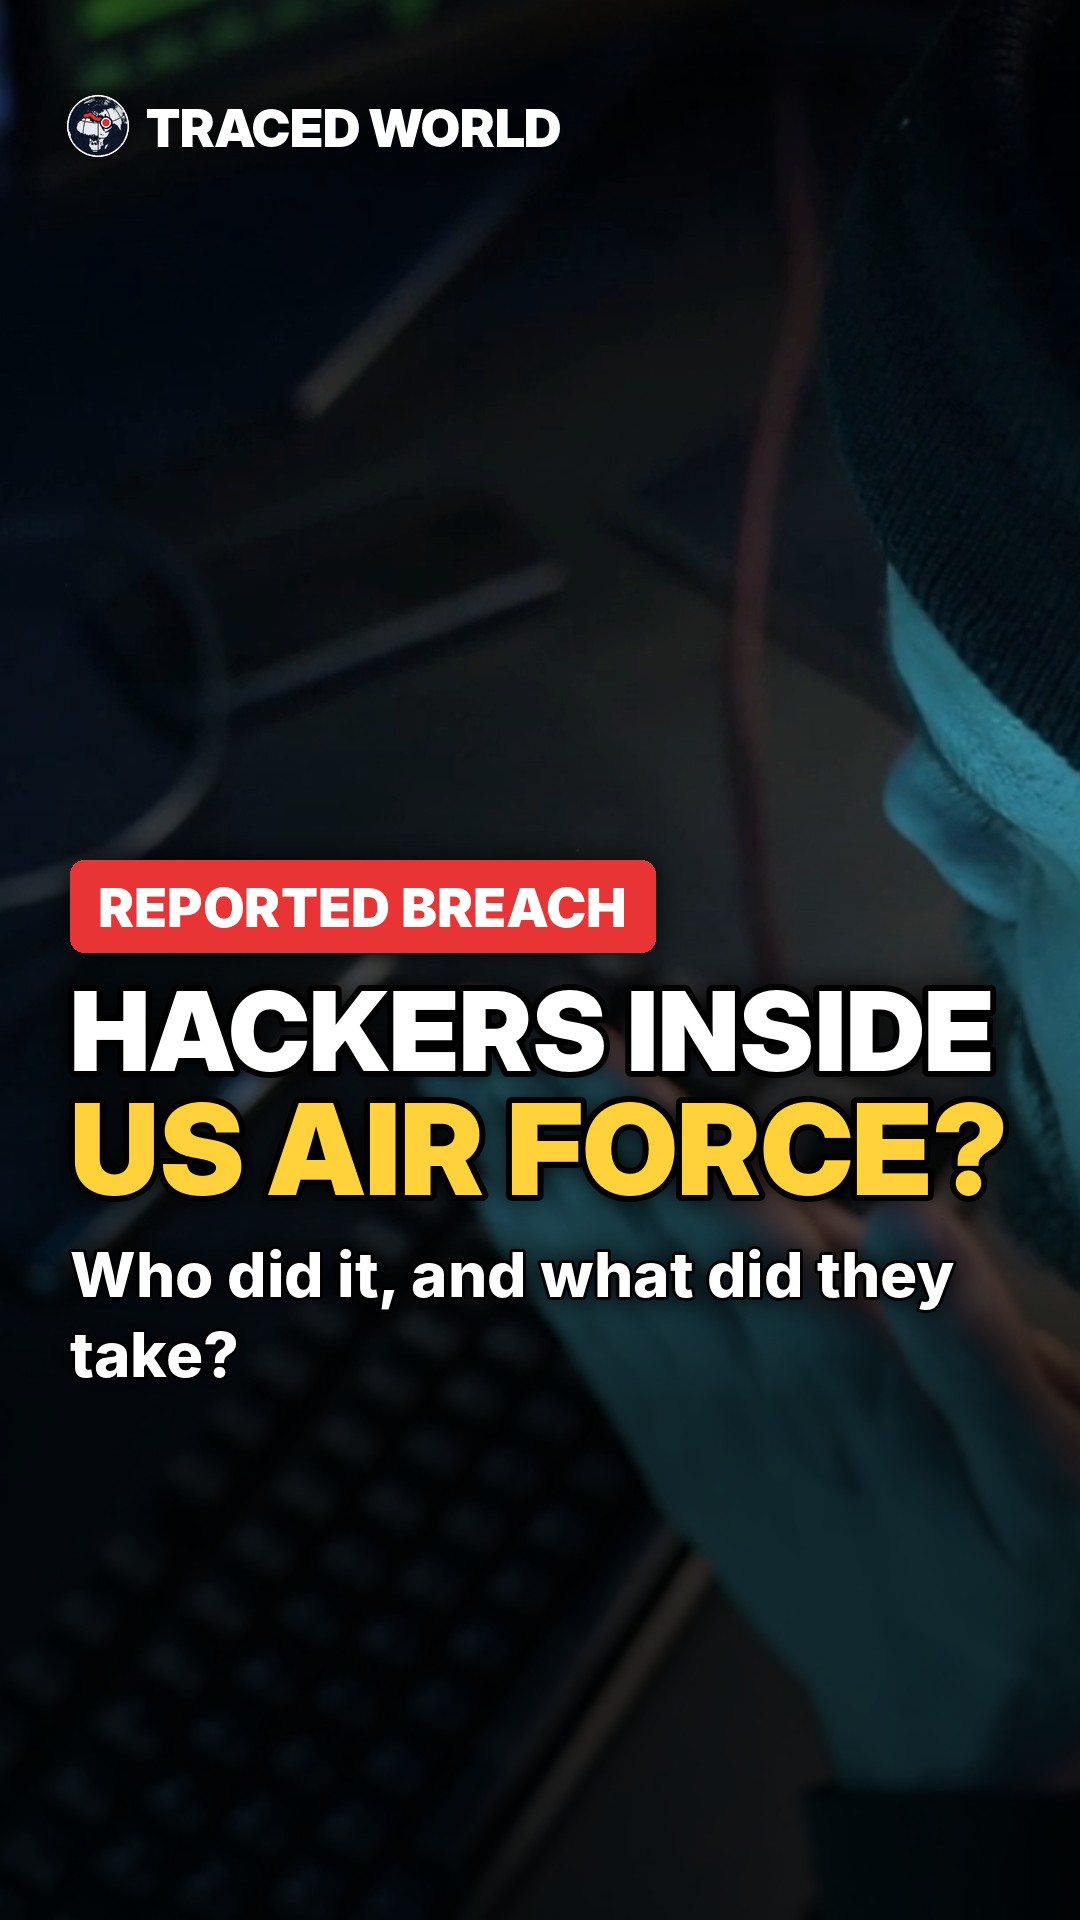 TRACED WORLD
REPORTED BREACH
HACKERS INSIDE
US AIR FORCE?
Who did it, and what did they
take?